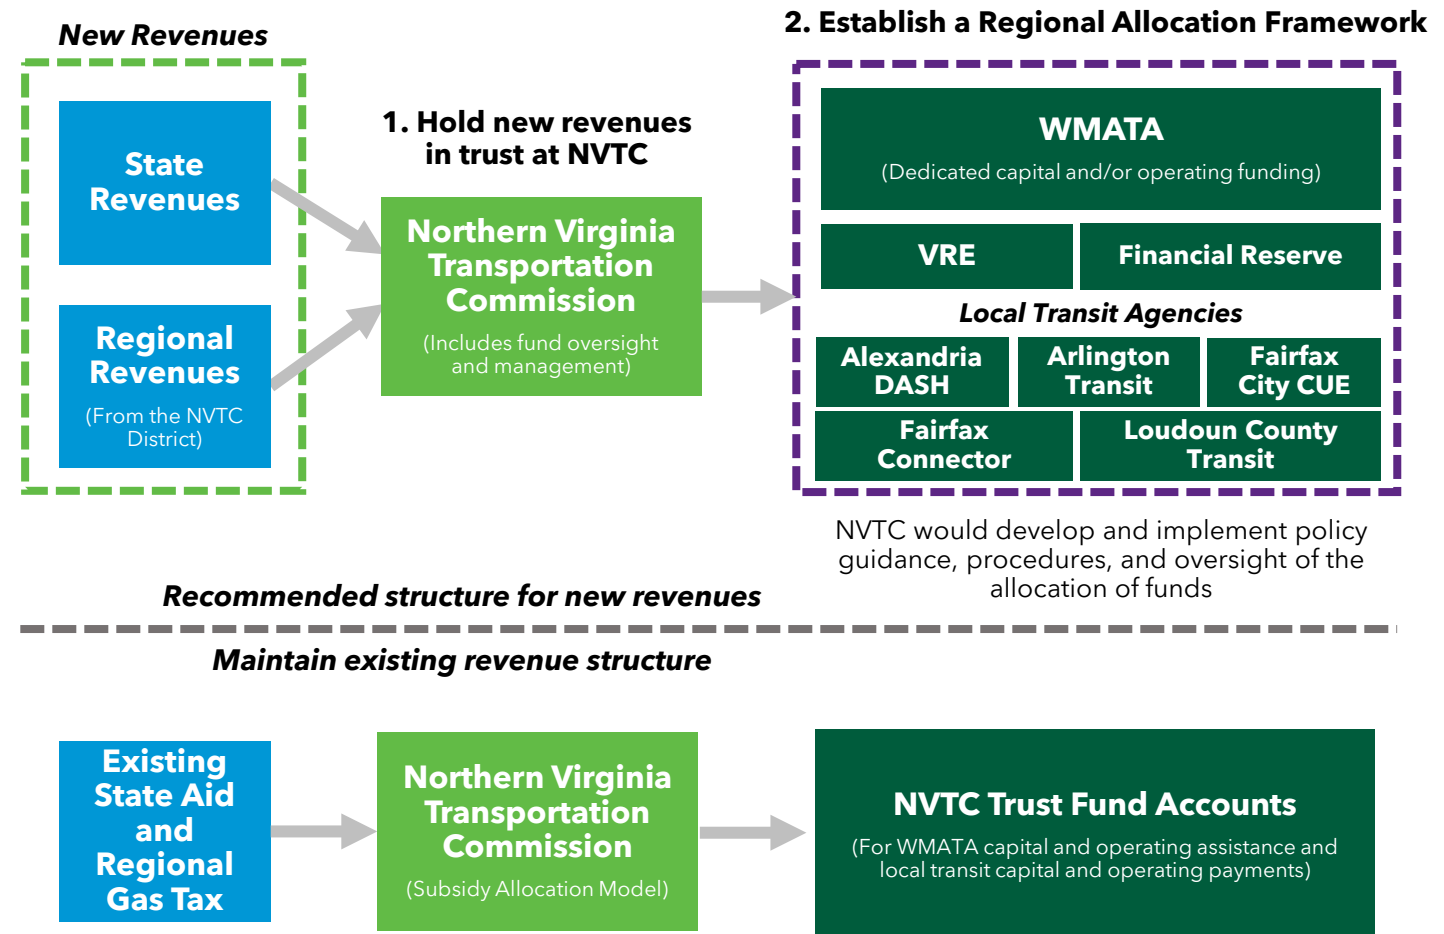 New Revenues
State
Revenues
Regional
Revenues
(From the NVTC
District)
1. Hold new revenues
in trust at NVTC
Northern Virginia
Transportation
Commission
(Includes fund oversight
and management)
2. Establish a Regional Allocation Framework
WMATA
(Dedicated capital and/or operating funding)
VRE
Financial Reserve
Local Transit Agencies
Alexandria
DASH
Arlington
Transit
Fairfax
City CUE
Fairfax
Connector
Loudoun County
Transit
NVTC would develop and implement policy
guidance, procedures, and oversight of the
allocation of funds
Recommended structure for new revenues
Maintain existing revenue structure
Existing
State Aid
and
Regional
Gas Tax
Northern Virginia
Transportation
Commission
(Subsidy Allocation Model)
NVTC Trust Fund Accounts
(For WMATA capital and operating assistance and
local transit capital and operating payments)